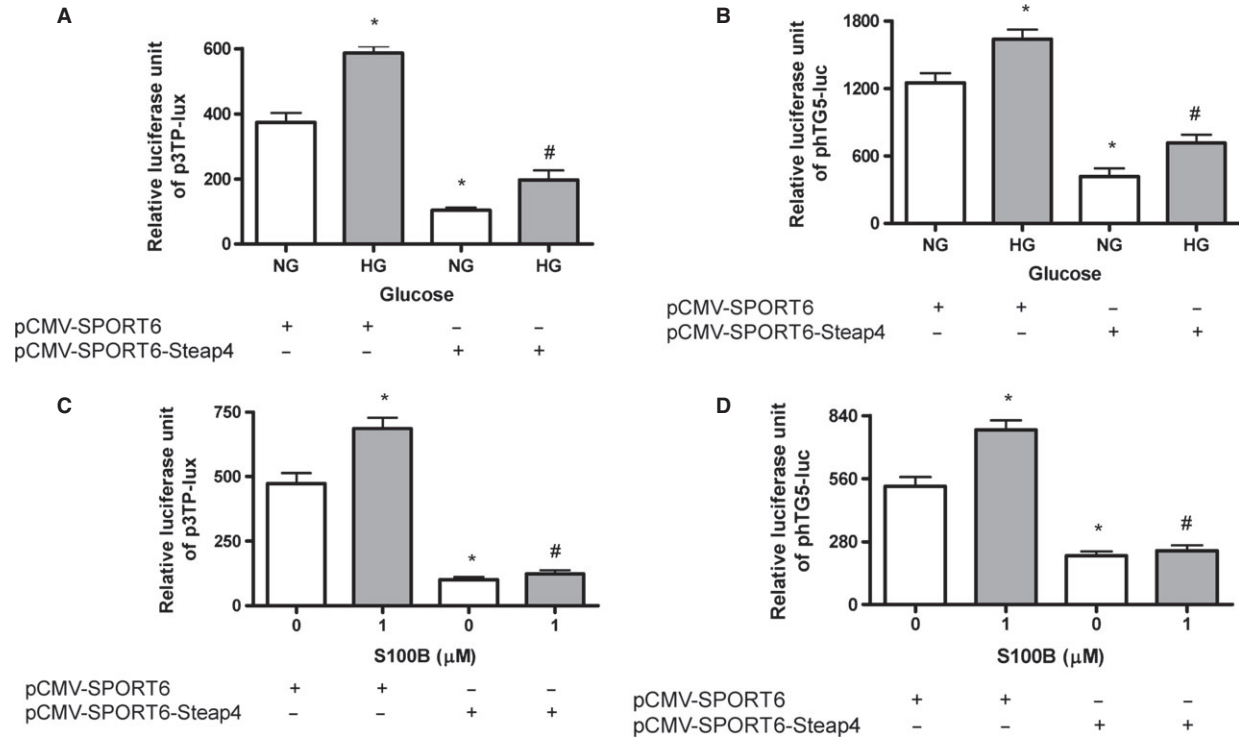 A
Relative luciferase unit
of p3TP-lux
600
400
200
0
*
*
#
NG HG NG HG
Glucose
pCMV-SPORT6 + + – –
pCMV-SPORT6-Steap4 – – + +
B
Relative luciferase unit
of phTG5-luc
1800
1200
600
0
*
*
#
NG HG NG HG
Glucose
pCMV-SPORT6 + + – –
pCMV-SPORT6-Steap4 – – + +
C
Relative luciferase unit
of p3TP-lux
750
500
250
0
*
*
#
0 1 0 1
S100B (μM)
pCMV-SPORT6 + + – –
pCMV-SPORT6-Steap4 – – + +
D
Relative luciferase unit
of phTG5-luc
840
560
280
0
*
*
#
0 1 0 1
S100B (μM)
pCMV-SPORT6 + + – –
pCMV-SPORT6-Steap4 – – + +